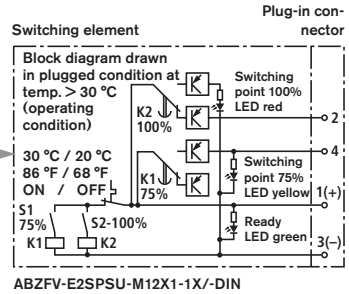 Plug-in con-
nector
Switching element
Block diagram drawn
in plugged condition at
temp. > 30 °C
(operating
condition)
K2
100%
Switching
point 100%
LED red
2
4
30 °C / 20 °C
86 °F / 68 °F
ON / OFF
K1
75%
Switching
point 75%
LED yellow
1(+)
S1
75%
S2-100%
K1
K2
Ready
LED green
3(–)
ABZFV-E2SPSU-M12X1-1X/-DIN